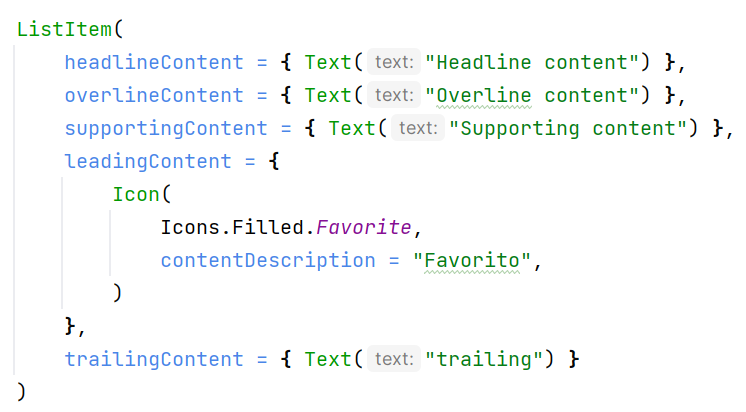 ListItem(
headlineContent = { Text( text: "Headline content") },
overlineContent = { Text( text: "Overline content") },
supportingContent = { Text( text: "Supporting content") },
leadingContent = {
Icon(
Icons.Filled.Favorite,
contentDescription = "Favorito",
)
},
trailingContent = { Text( text: "trailing") }
)